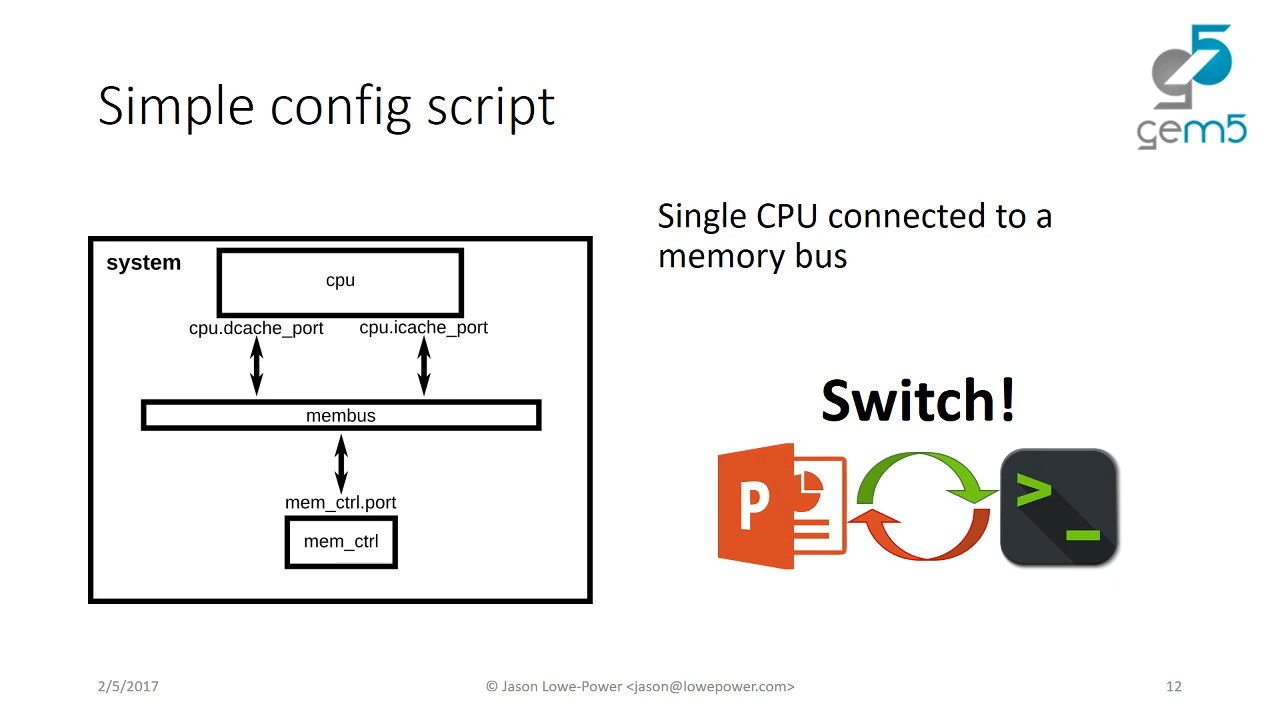 gem5
Simple config script
Single CPU connected to a
memory bus
system
cpu
cpu.dcache_port cpu.icache_port
membus
mem_ctrl.port
mem_ctrl
Switch!
P
>_
2/5/2017
© Jason Lowe-Power <jason@lowepower.com>
12